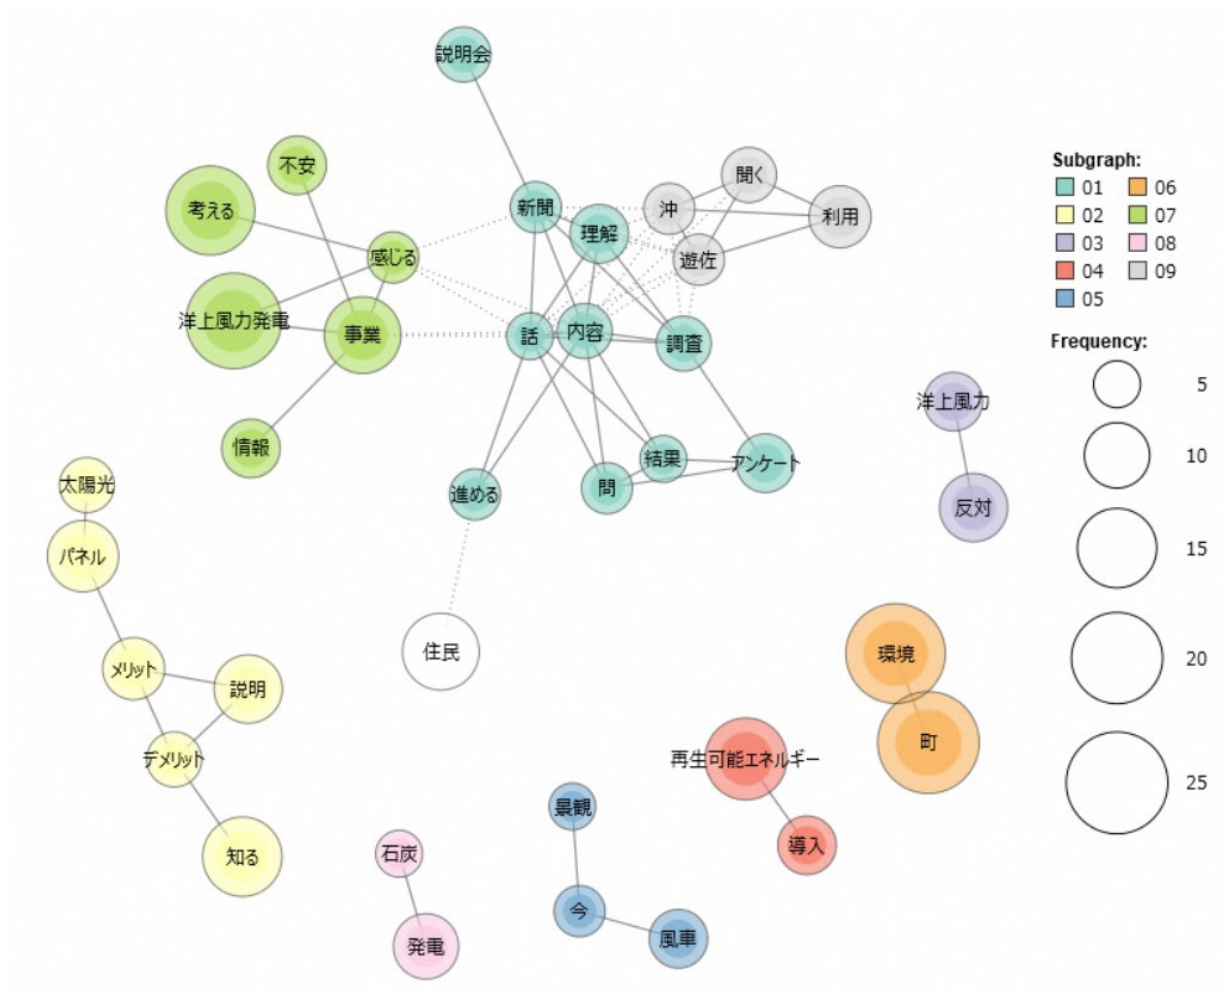 説明会
不安
聞く
考える
新聞
沖
利用
理解
感じる
遊佐
洋上風力発電
事業
話
内容
調査
情報
結果
アンケート
進める
問
洋上風力
反対
太陽光
パネル
住民
環境
メリット
説明
町
デメリット
再生可能エネルギー
知る
景観
導入
石炭
今
発電
風車
Subgraph:
01 06
02 07
03 08
04 09
05
Frequency:
5
10
15
20
25